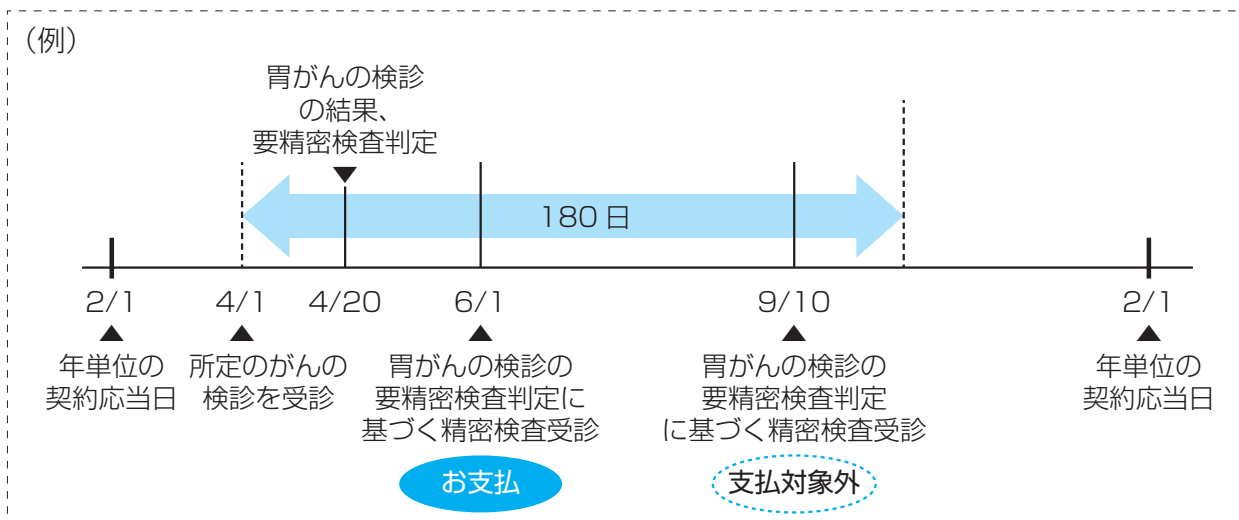 （例）
胃がんの検診
の結果、
要精密検査判定
180日
2/1
4/1
4/20
6/1
9/10
2/1
年単位の
契約応当日
所定のがんの
検診を受診
胃がんの検診の
要精密検査判定に
基づく精密検査受診
お支払
胃がんの検診の
要精密検査判定
に基づく精密検査受診
支払対象外
年単位の
契約応当日